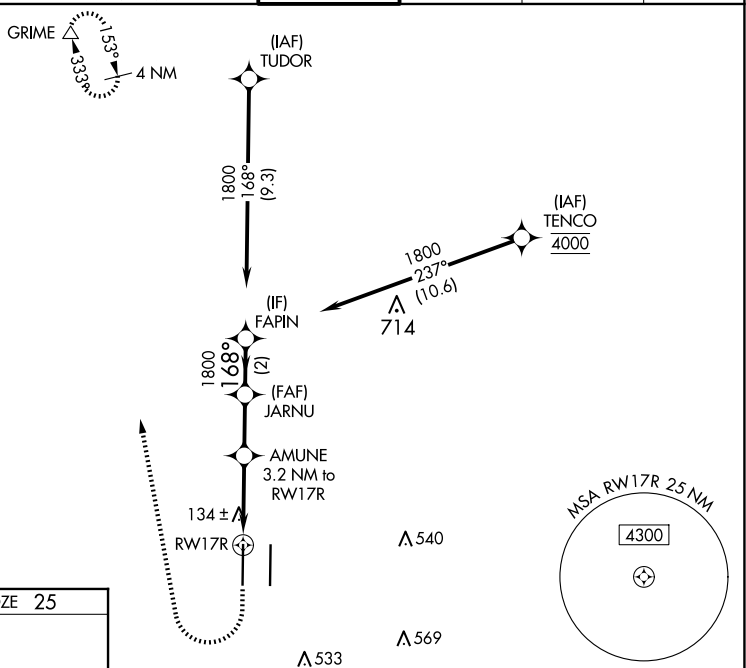 GRIME
153°
333°
4 NM
(IAF)
TUDOR
1800
168°
(9.3)
(IAF)
TENCO
4000
1800
237°
(10.6)
714
(IF)
FAPIN
1800
168°
(2)
(FAF)
JARNU
AMUNE
3.2 NM to
RW17R
134 ±
RW17R
540
MSA RW17R 25 NM
4300
ZE 25
569
533